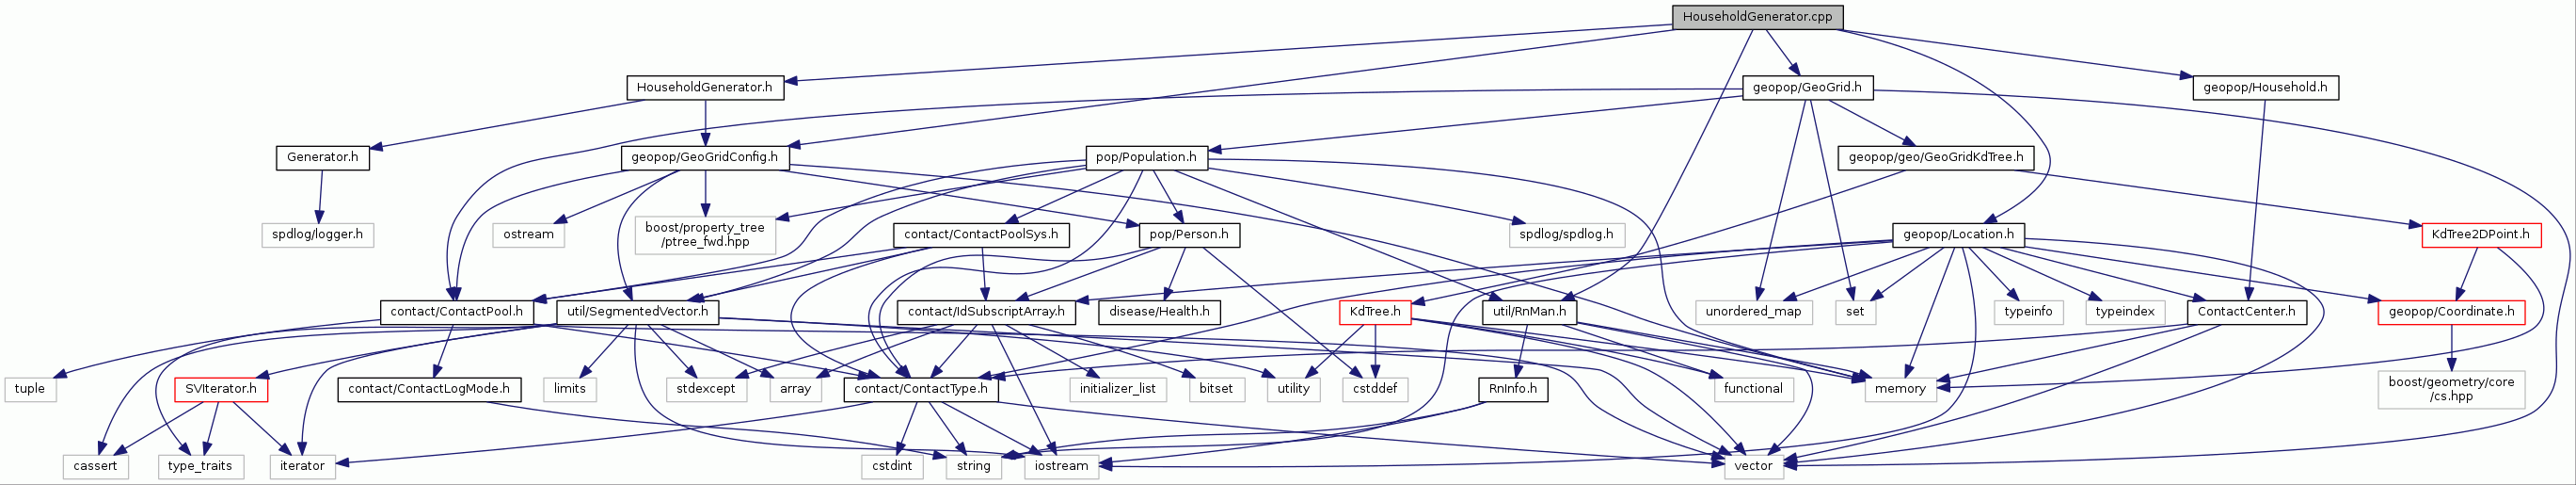 HouseholdGenerator.cpp
HouseholdGenerator.h
geopop/GeoGrid.h
geopop/Household.h
Generator.h
geopop/GeoGridConfig.h
pop/Population.h
geopop/geo/GeoGridKdTree.h
spdlog/logger.h
ostream
boost/property_tree
/ptree_fwd.hpp
contact/ContactPoolSys.h
pop/Person.h
spdlog/spdlog.h
geopop/Location.h
KdTree2DPoint.h
contact/ContactPool.h
util/SegmentedVector.h
contact/IdSubscriptArray.h
disease/Health.h
KdTree.h
util/RnMan.h
unordered_map
set
typeinfo
typeindex
ContactCenter.h
geopop/Coordinate.h
tuple
SVIterator.h
contact/ContactLogMode.h
limits
stdexcept
array
contact/ContactType.h
initializer_list
bitset
utility
cstddef
RnInfo.h
functional
memory
boost/geometry/core
/cs.hpp
cassert
type_traits
iterator
cstdint
string
iostream
vector